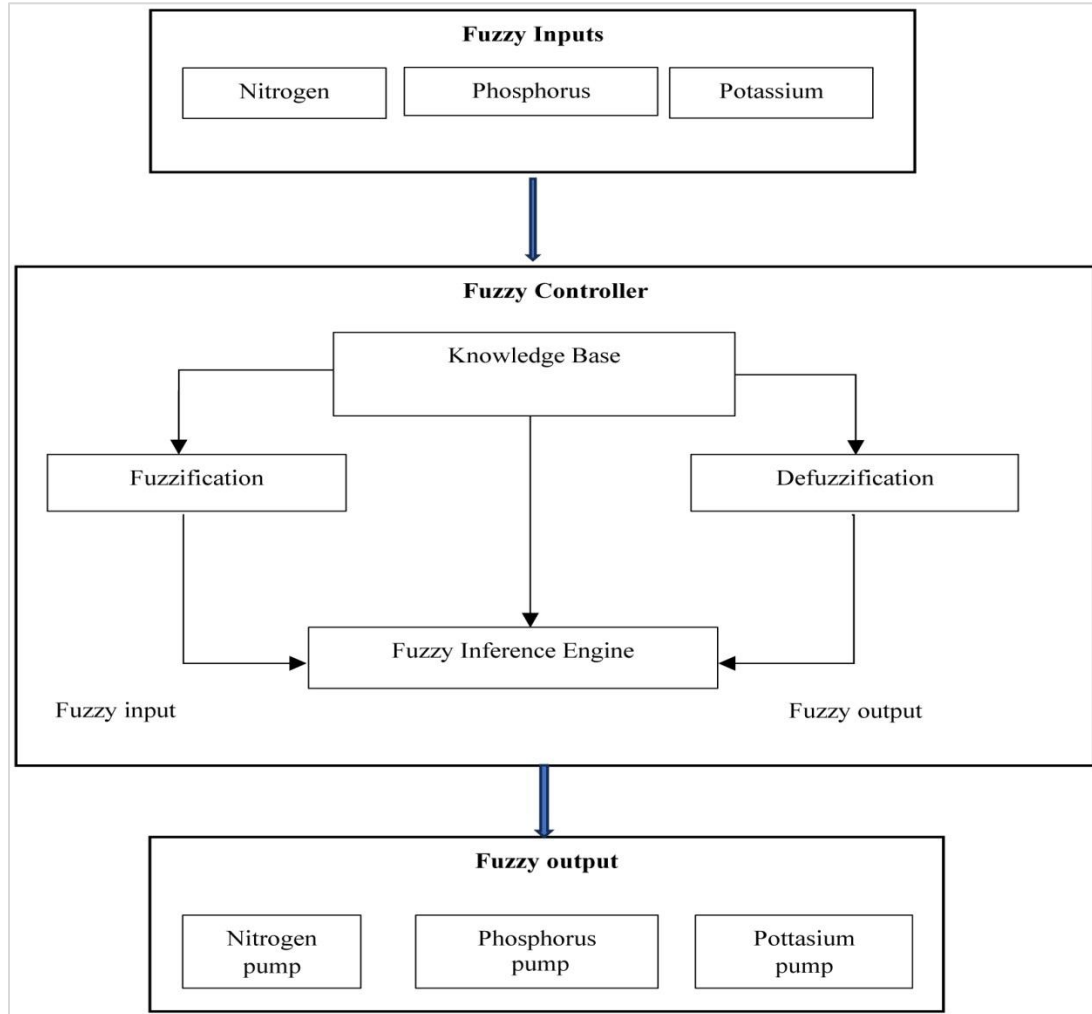 Fuzzy Inputs
Nitrogen
Phosphorus
Potassium
Fuzzy Controller
Knowledge Base
Fuzzification
Defuzzification
Fuzzy Inference Engine
Fuzzy input
Fuzzy output
Fuzzy output
Nitrogen
pump
Phosphorus
pump
Pottasium
pump